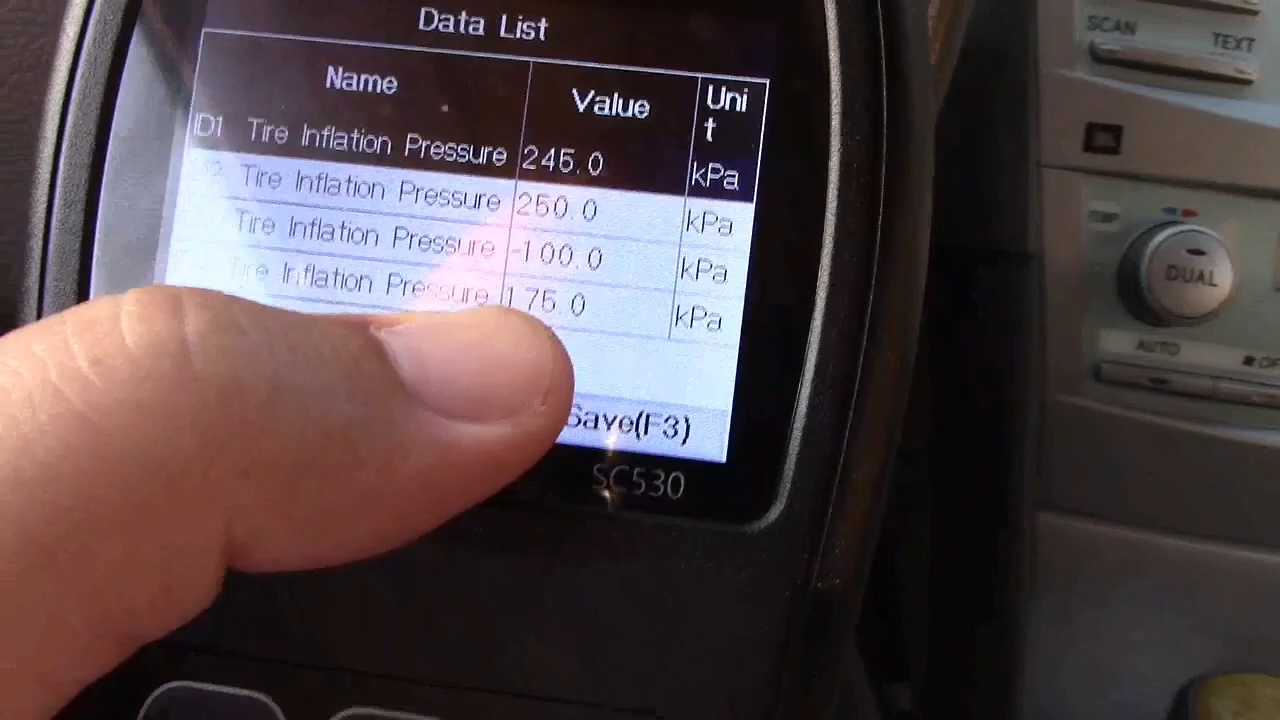 Data List
Name Value Uni
t
ID1 Tire Inflation Pressure 245.0 kPa
Tire Inflation Pressure 250.0 kPa
Tire Inflation Pressure -100.0 kPa
Tire Inflation Pressure 175.0 kPa
Save(F3)
SC530
SCAN
TEXT
DUAL
AUTO